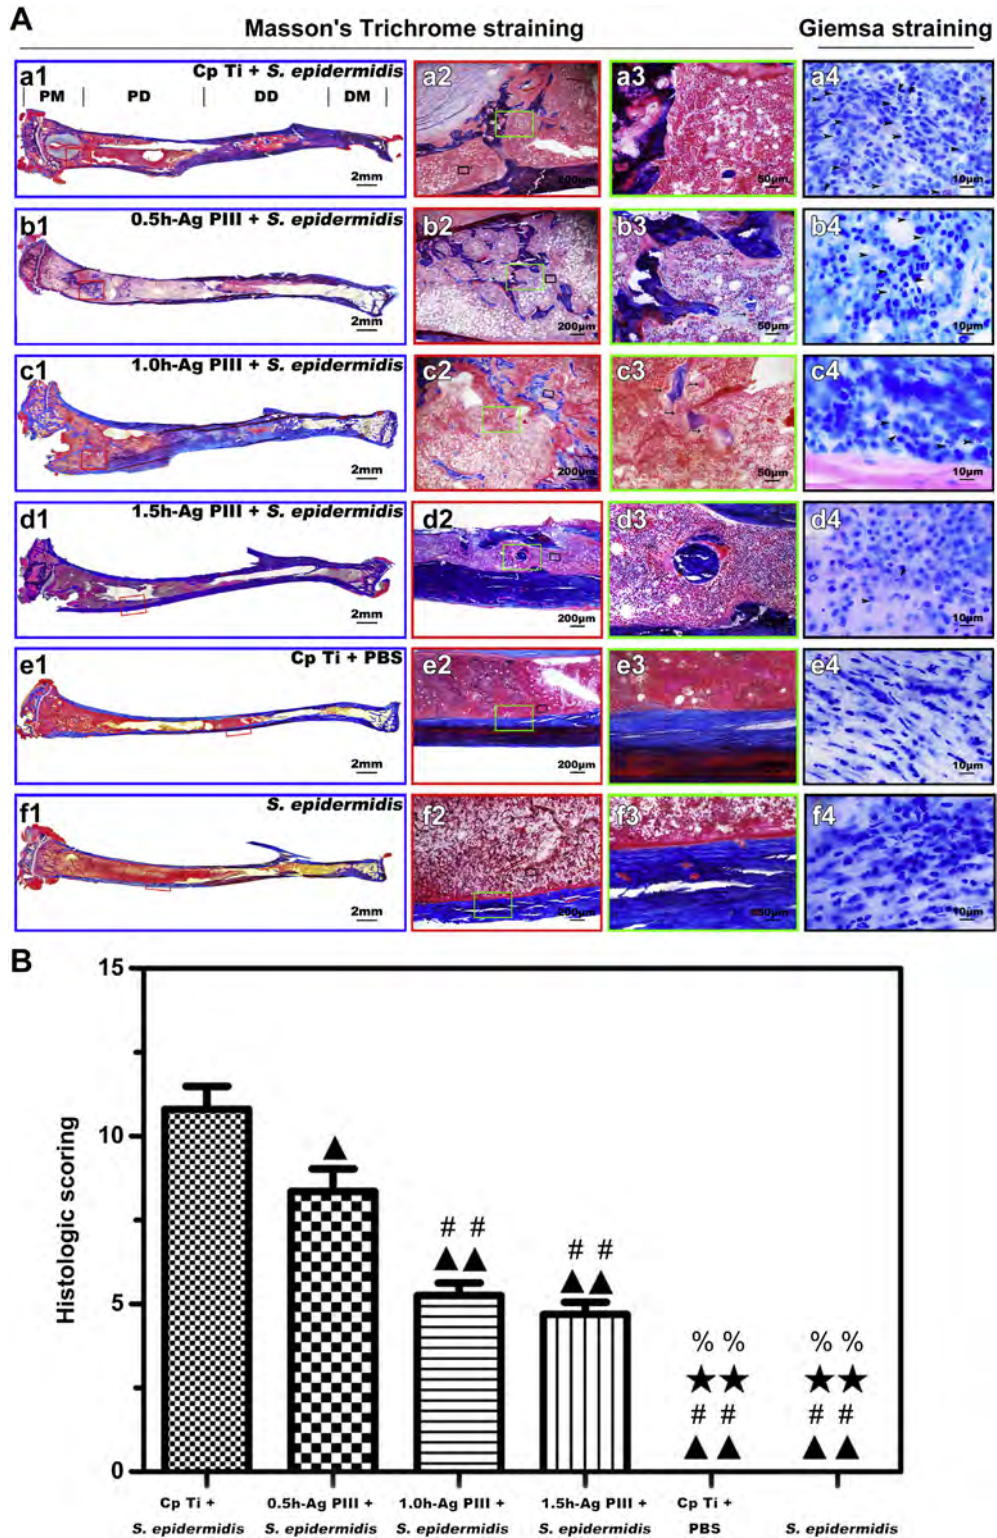 A
Masson's Trichrome straining
Giemsa straining
a1
Cp Ti + S. epidermidis
PM
PD
DD
DM
2mm
a2
200μm
a3
50μm
a4
10μm
b1
0.5h-Ag PIII + S. epidermidis
2mm
b2
200μm
b3
50μm
b4
10μm
c1
1.0h-Ag PIII + S. epidermidis
2mm
c2
200μm
c3
50μm
c4
10μm
d1
1.5h-Ag PIII + S. epidermidis
2mm
d2
200μm
d3
50μm
d4
10μm
e1
Cp Ti + PBS
2mm
e2
200μm
e3
50μm
e4
10μm
f1
S. epidermidis
2mm
f2
200μm
f3
50μm
f4
10μm
B
Histologic scoring
15
10
5
0
# #
# #
% %
★★
# #
▲▲
% %
★★
# #
▲▲
▲
▲▲
▲▲
Cp Ti +
S. epidermidis
0.5h-Ag PIII +
S. epidermidis
1.0h-Ag PIII +
S. epidermidis
1.5h-Ag PIII +
S. epidermidis
Cp Ti +
PBS
S. epidermidis